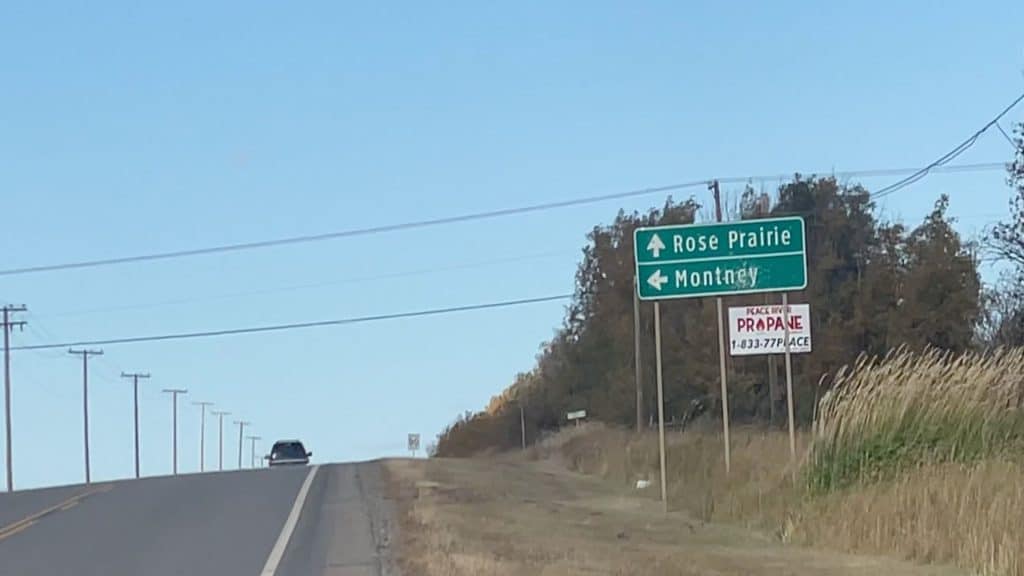 Rose Prairie
Montney
PEACE RIVER
PROPANE
1-833-77PEACE